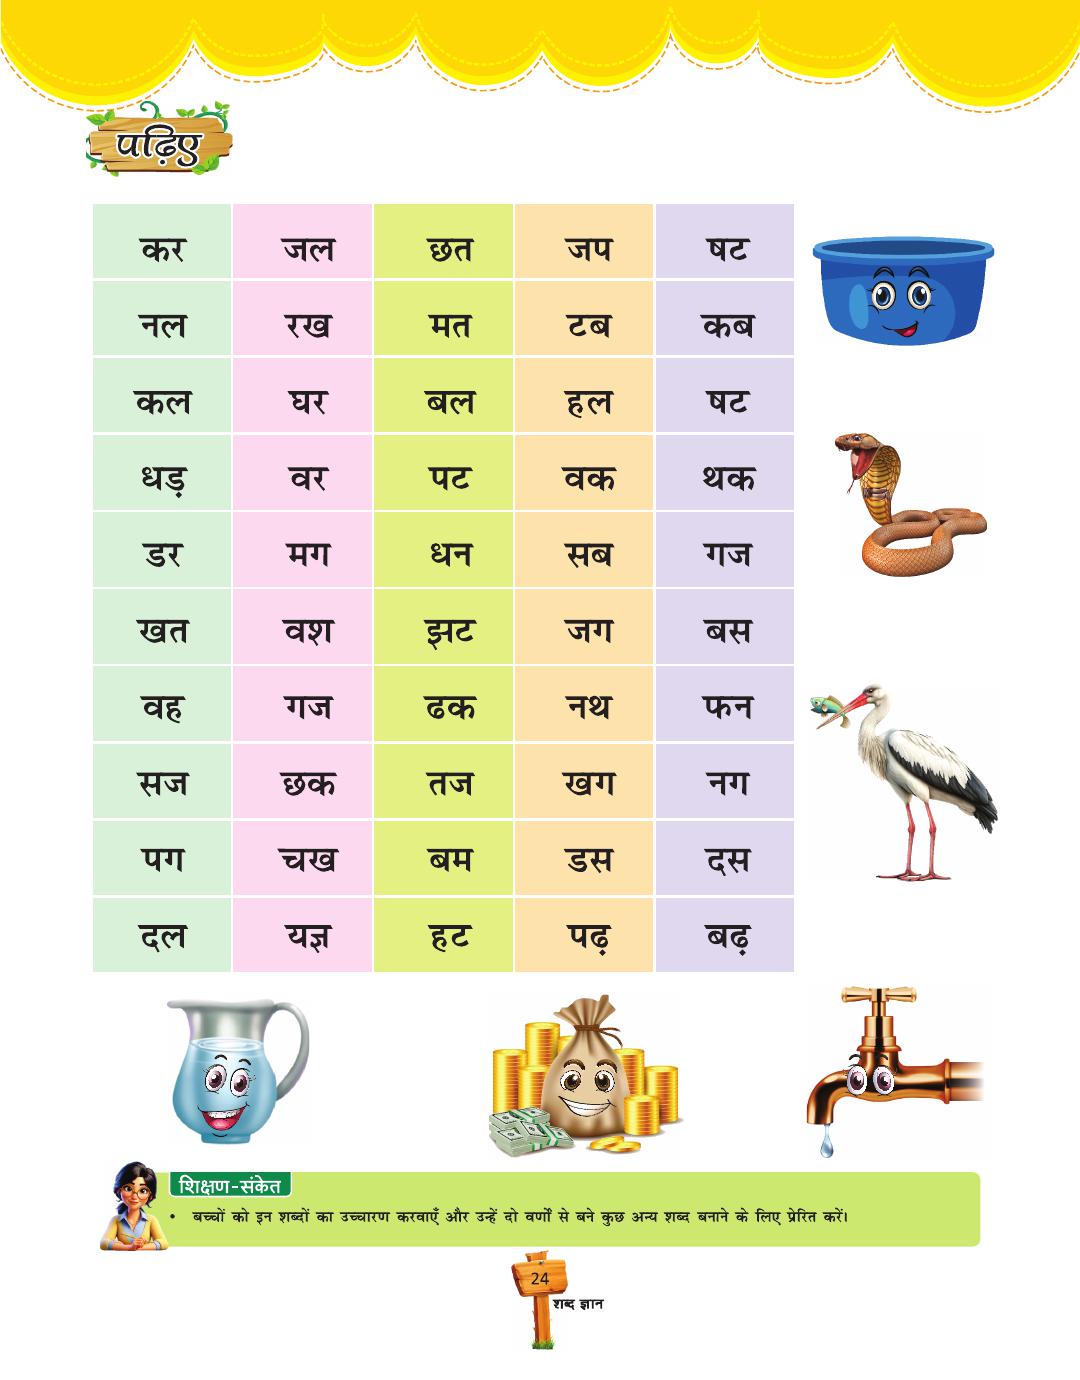 पढ़िए
कर जल छत जप षट
नल रख मत टब कब
कल घर बल हल षट
धड़ वर पट वक थक
डर मग धन सब गज
खत वश झट जग बस
वह गज ढक नथ फन
सज छक तज खग नग
पग चख बम डस दस
दल यज्ञ हट पढ़ बढ़
शिक्षण-संकेत
• बच्चों को इन शब्दों का उच्चारण करवाएँ और उन्हें दो वर्णों से बने कुछ अन्य शब्द बनाने के लिए प्रेरित करें।
24
शब्द ज्ञान